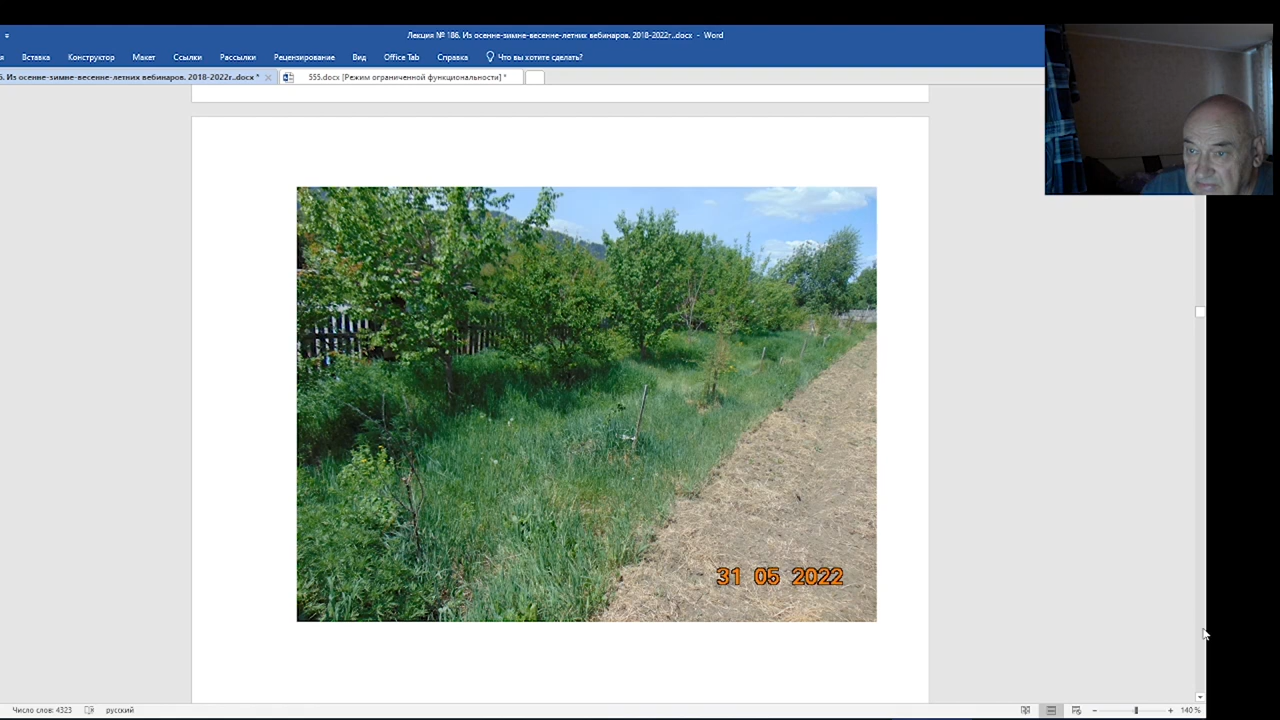 Лекция № 186. Из осенне-зимне-весенне-летних вебинаров. 2018-2022г..docx - Word
Вставка Конструктор Макет Ссылки Рассылки Рецензирование Вид Office Tab Справка Что вы хотите сделать?
6. Из осенне-зимне-весенне-летних вебинаров. 2018-2022г..docx * 555.docx [Режим ограниченной функциональности] *
31 05 2022
Число слов: 4323 русский 140 %